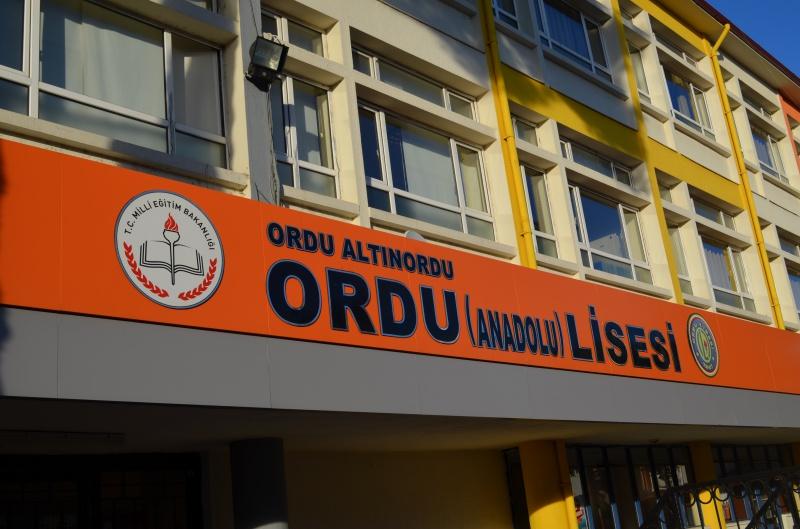 T.C. MİLLİ EĞİTİM BAKANLIĞI
ORDU ALTINORDU
ORDU (ANADOLU) LİSESİ